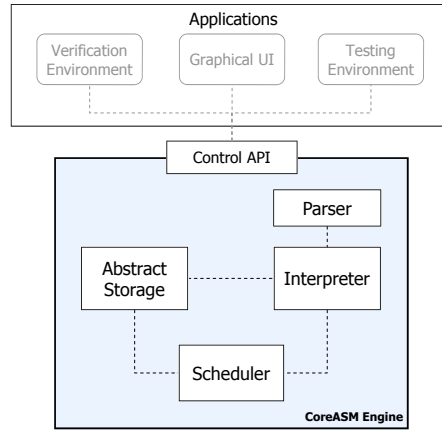 Applications
Verification
Environment
Graphical UI
Testing
Environment
Control API
Parser
Abstract
Storage
Interpreter
Scheduler
CoreASM Engine